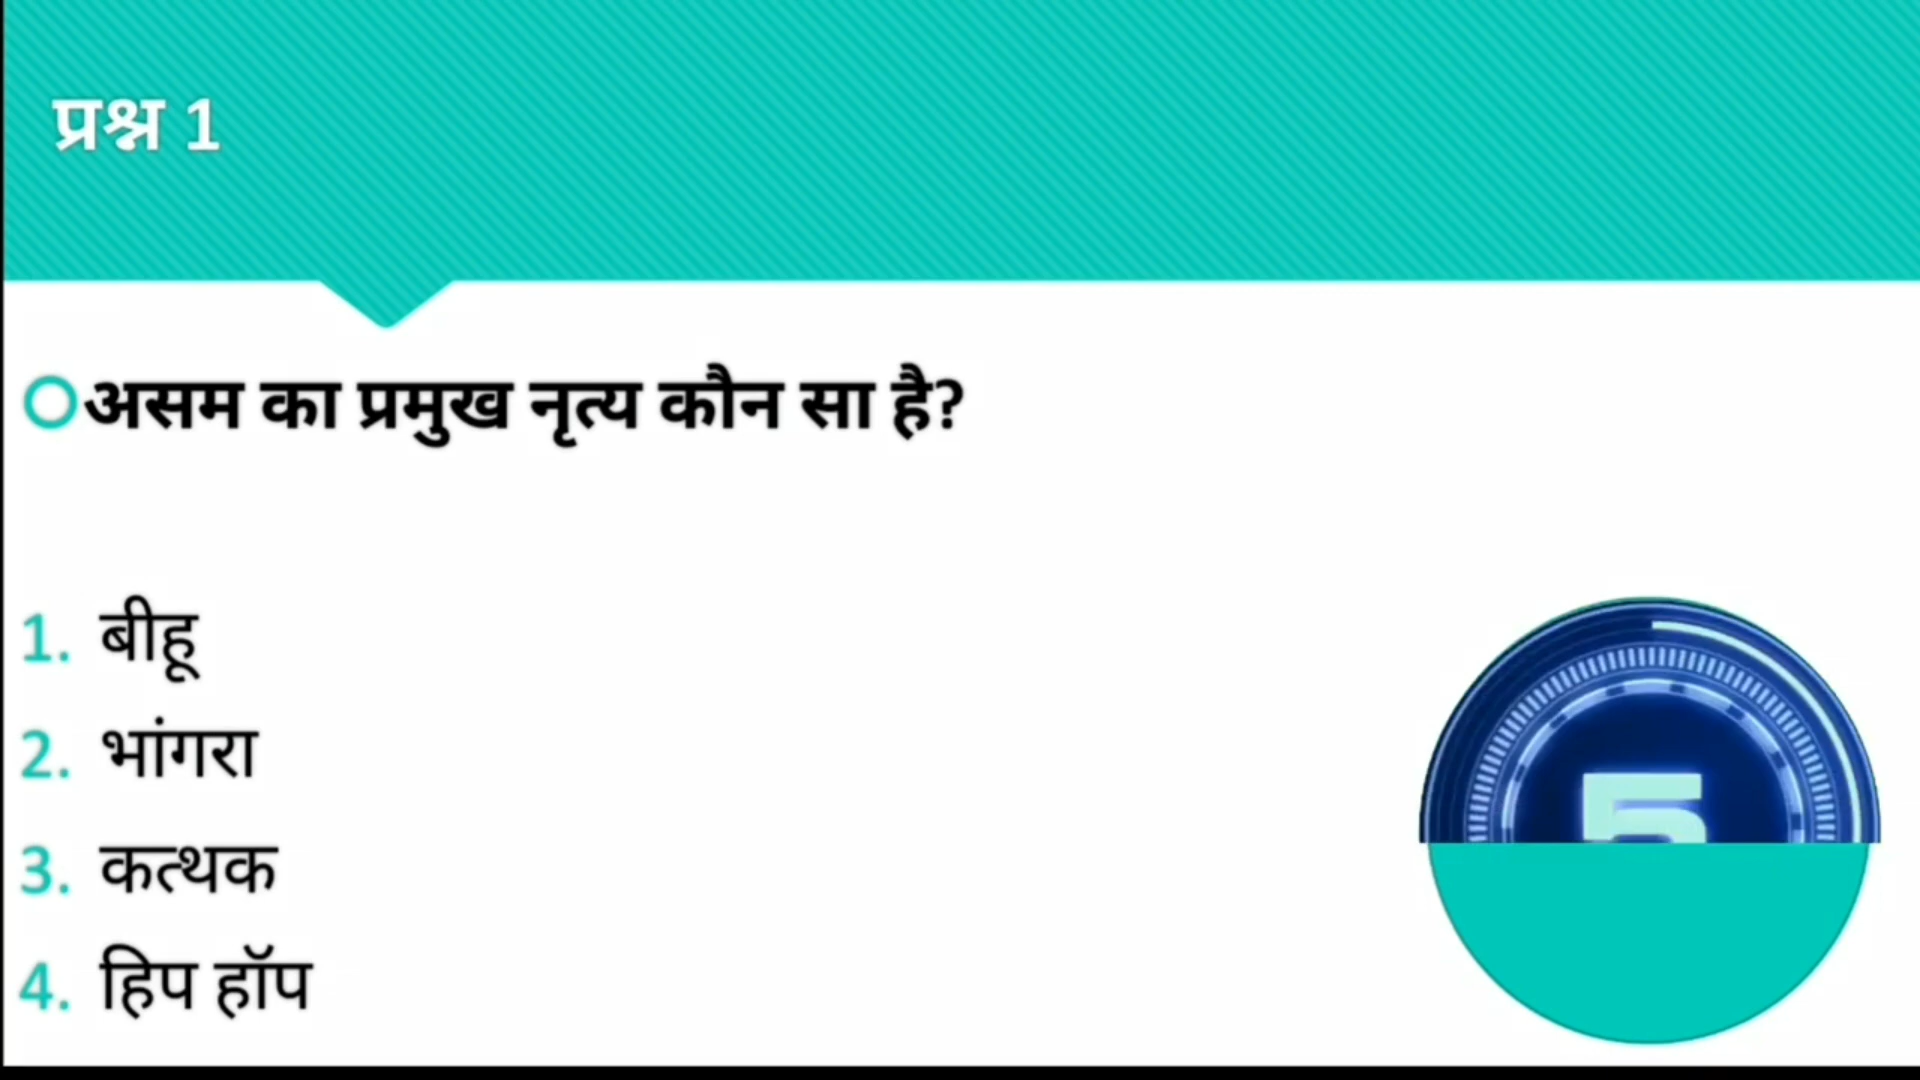 प्रश्न 1
असम का प्रमुख नृत्य कौन सा है?
1. बीहू
2. भांगरा
3. कत्थक
4. हिप हॉप
5